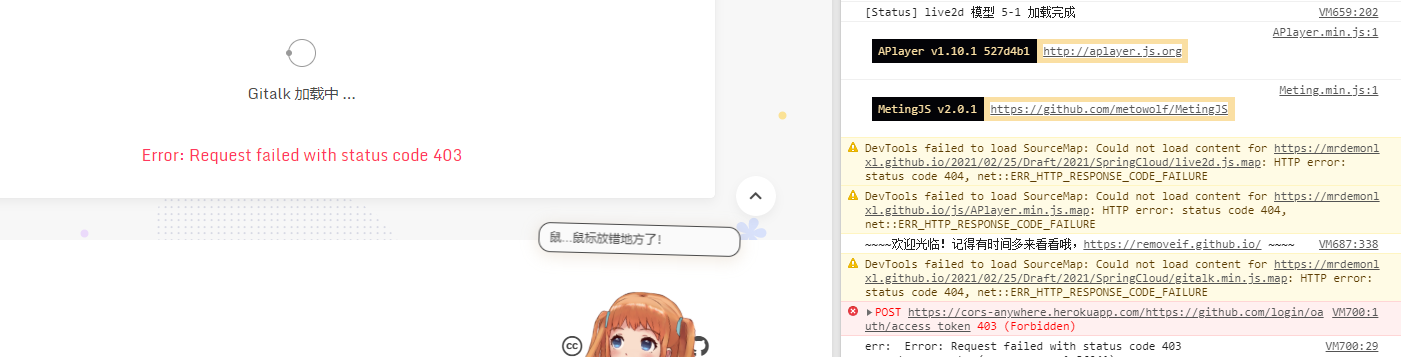 Gitalk 加载中 ...
Error: Request failed with status code 403
鼠…鼠标放错地方了!
[Status] live2d 模型 5-1 加载完成 VM659:202
APlayer.min.js:1
APlayer v1.10.1 527d4b1 http://aplayer.js.org
Meting.min.js:1
MetingJS v2.0.1 https://github.com/metowolf/MetingJS
DevTools failed to load SourceMap: Could not load content for https://mrdemonl
xl.github.io/2021/02/25/Draft/2021/SpringCloud/live2d.js.map: HTTP error:
status code 404, net::ERR_HTTP_RESPONSE_CODE_FAILURE
DevTools failed to load SourceMap: Could not load content for https://mrdemonl
xl.github.io/js/APlayer.min.js.map: HTTP error: status code 404,
net::ERR_HTTP_RESPONSE_CODE_FAILURE
~~~~欢迎光临! 记得有时间多来看看哦，https://removeif.github.io/ ~~~~ VM687:338
DevTools failed to load SourceMap: Could not load content for https://mrdemonl
xl.github.io/2021/02/25/Draft/2021/SpringCloud/gitalk.min.js.map: HTTP error:
status code 404, net::ERR_HTTP_RESPONSE_CODE_FAILURE
POST https://cors-anywhere.herokuapp.com/https://github.com/login/oa VM700:1
uth/access_token 403 (Forbidden)
err: Error: Request failed with status code 403 VM700:29
cc